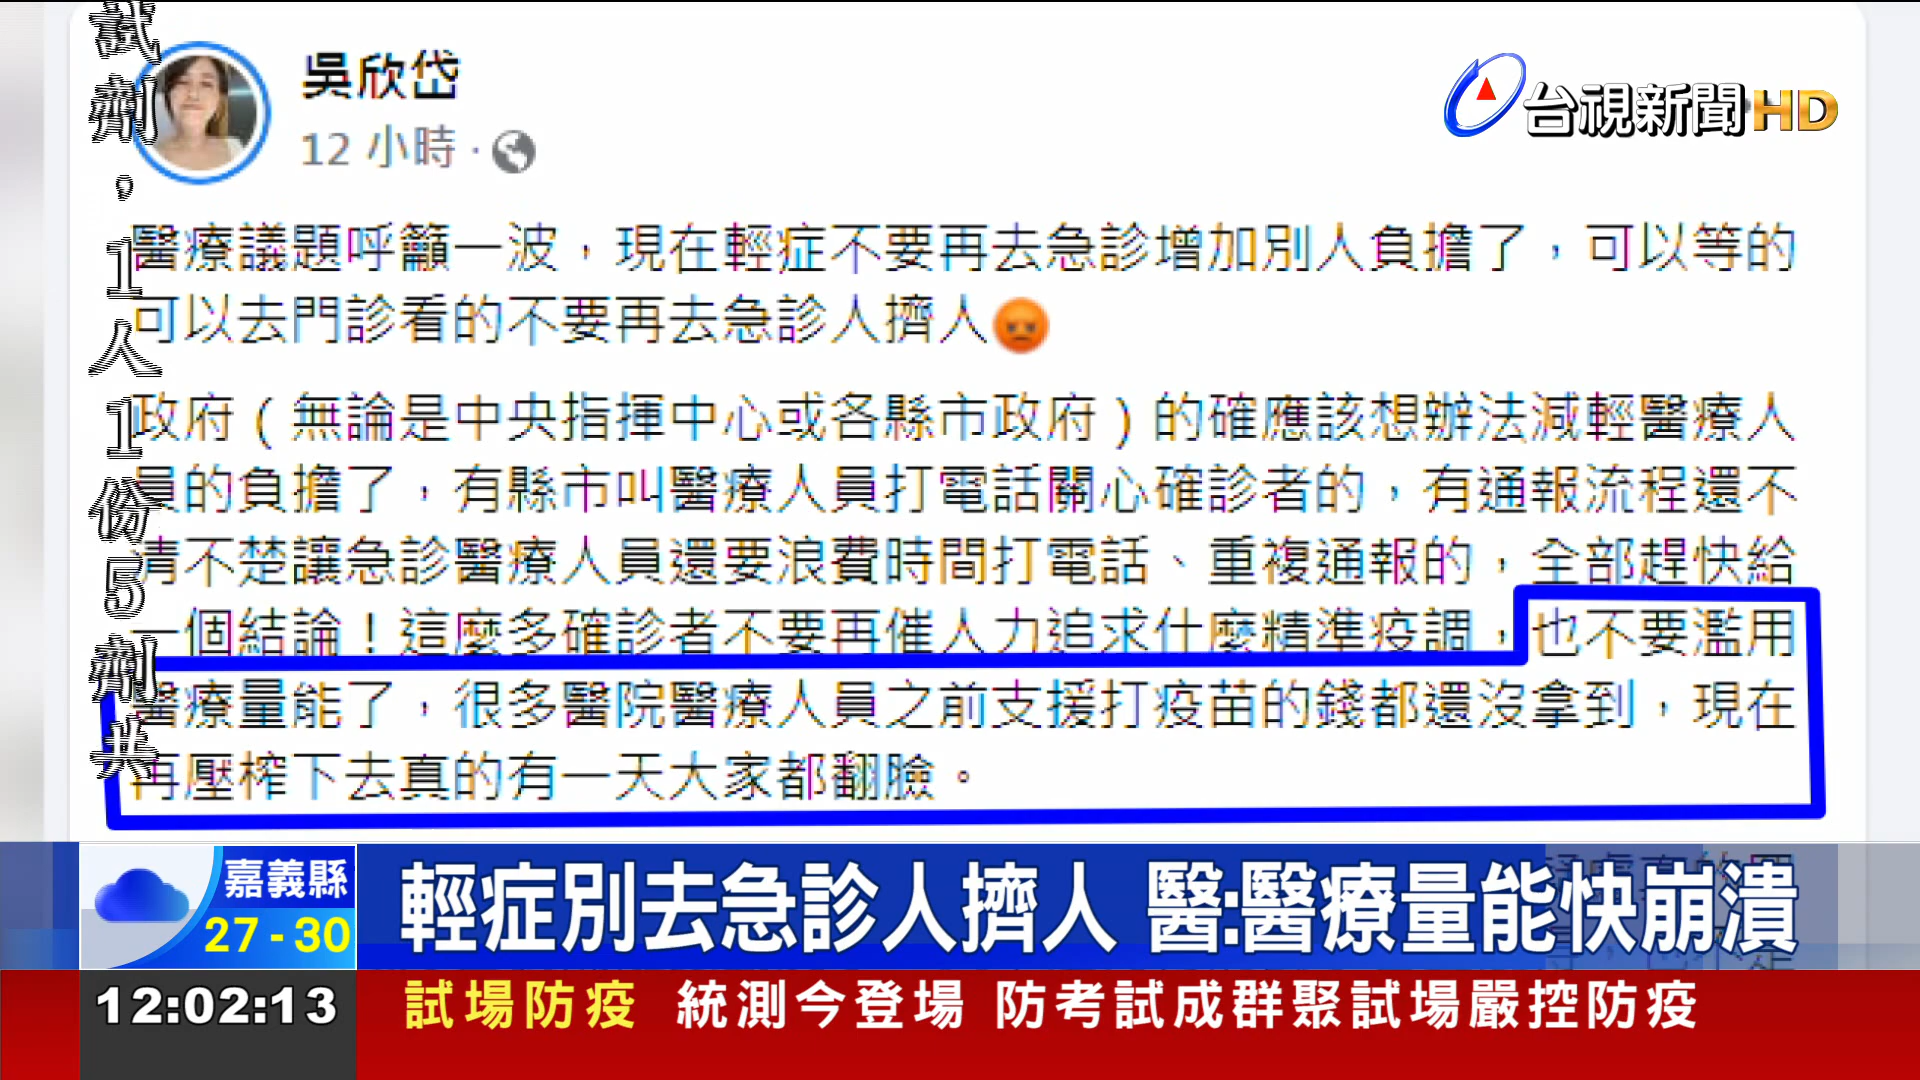 試劑，1人1份5劑共
吳欣岱
12 小時
台視新聞HD
醫療議題呼籲一波，現在輕症不要再去急診增加別人負擔了，可以等的
可以去門診看的不要再去急診人擠人
政府（無論是中央指揮中心或各縣市政府）的確應該想辦法減輕醫療人
員的負擔了，有縣市叫醫療人員打電話關心確診者的，有通報流程還不
清不楚讓急診醫療人員還要浪費時間打電話、重複通報的，全部趕快給
一個結論！這麼多確診者不要再催人力追求什麼精準疫調，也不要濫用
醫療量能了，很多醫院醫療人員之前支援打疫苗的錢都還沒拿到，現在
再壓榨下去真的有一天大家都翻臉。
嘉義縣
27-30
輕症別去急診人擠人 醫:醫療量能快崩潰
12:02:13
試場防疫 統測今登場 防考試成群聚試場嚴控防疫